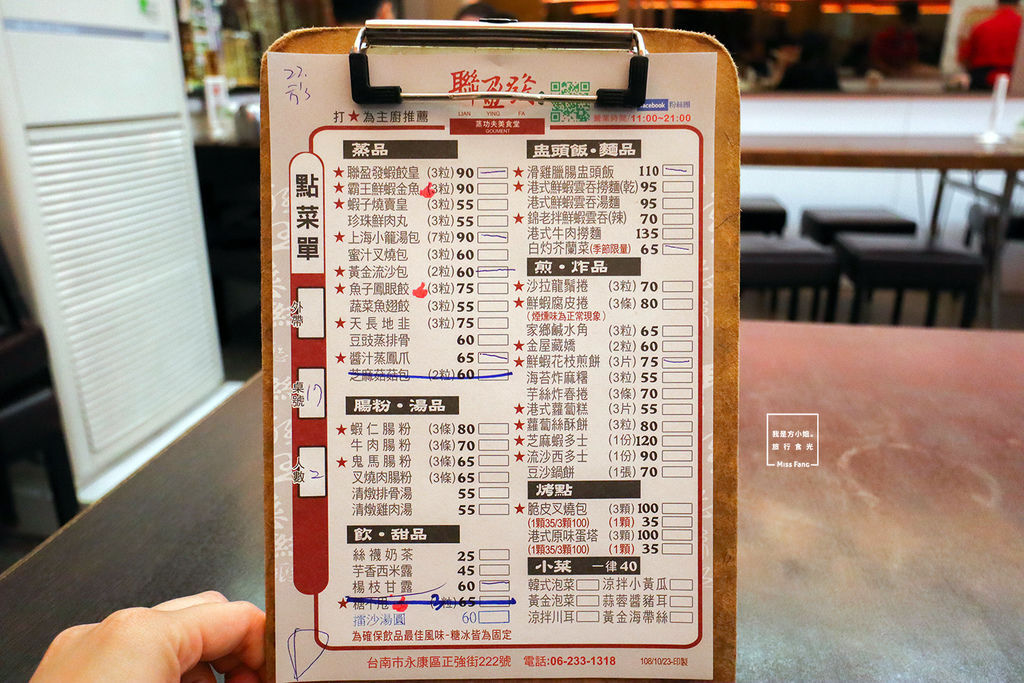 聯盈發
LIAN YING FA
蒸功夫美食堂
GOUMENT
facebook 粉絲團
營業時間/11:00~21:00
打★為主廚推薦
點菜單
外帶
桌號
17
人數
2
蒸品
★聯盈發蝦餃皇 (3粒) 90
★霸王鮮蝦金魚 (3粒) 90
★蝦子燒賣皇 (3粒) 55
珍珠鮮肉丸 (3粒) 55
★上海小籠湯包 (7粒) 90
蜜汁叉燒包 (3粒) 60
★黃金流沙包 (2粒) 60
★魚子鳳眼餃 (3粒) 75
蔬菜魚翅餃 (3粒) 55
★天長地韭 (3粒) 75
豆豉蒸排骨 60
★醬汁蒸鳳爪 65
芝麻菇菇包 (2粒) 60
腸粉・湯品
★蝦仁腸粉 (3條) 80
牛肉腸粉 (3條) 70
★鬼馬腸粉 (3條) 65
叉燒肉腸粉 (3條) 65
清燉排骨湯 55
清燉雞肉湯 55
飲・甜品
絲襪奶茶 25
芋香西米露 45
楊枝甘露 60
★糖不甩 (3粒) 65
擂沙湯圓 60
為確保飲品最佳風味-糖冰皆為固定
盅頭飯・麵品
★滑雞臘腸盅頭飯 110
★港式鮮蝦雲吞撈麵(乾) 95
港式鮮蝦雲吞湯麵 95
★錦老拌鮮蝦雲吞(辣) 70
港式牛肉撈麵 135
白灼芥蘭菜(季節限量) 65
煎・炸品
★沙拉龍鬚捲 (3粒) 70
★鮮蝦腐皮捲 (3條) 80
(煙燻味為正常現象)
家鄉鹹水角 (3粒) 65
★金屋藏嬌 (2粒) 60
★鮮蝦花枝煎餅 (3片) 75
海苔炸麻糬 (3粒) 55
芋絲炸春捲 (3條) 70
★港式蘿蔔糕 (3片) 55
★蘿蔔絲酥餅 (3粒) 80
★芝麻蝦多士 (1份) 120
★流沙西多士 (1份) 90
豆沙鍋餅 (1張) 70
烤點
★脆皮叉燒包 (3顆) 100
(1顆35/3顆100) (1顆) 35
港式原味蛋塔 (3顆) 100
(1顆35/3顆100) (1顆) 35
小菜 一律40
韓式泡菜 涼拌小黃瓜
黃金泡菜 蒜蓉醬豬耳
涼拌川耳 黃金海帶絲
台南市永康區正強街222號 電話:06-233-1318 108/10/23-印製
我是方小姐。
旅行食光
Miss Fang